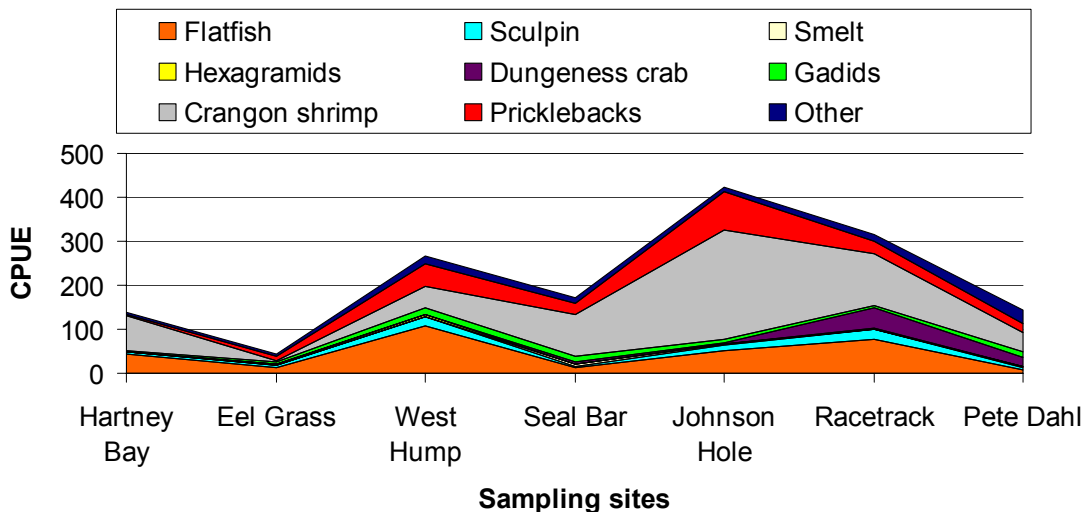 Flatfish Sculpin Smelt
Hexagramids Dungeness crab Gadids
Crangon shrimp Pricklebacks Other
500
400
300
200
100
0
CPUE
Hartney Eel Grass West Seal Bar Johnson Racetrack Pete Dahl
Bay Hump Hole
Sampling sites